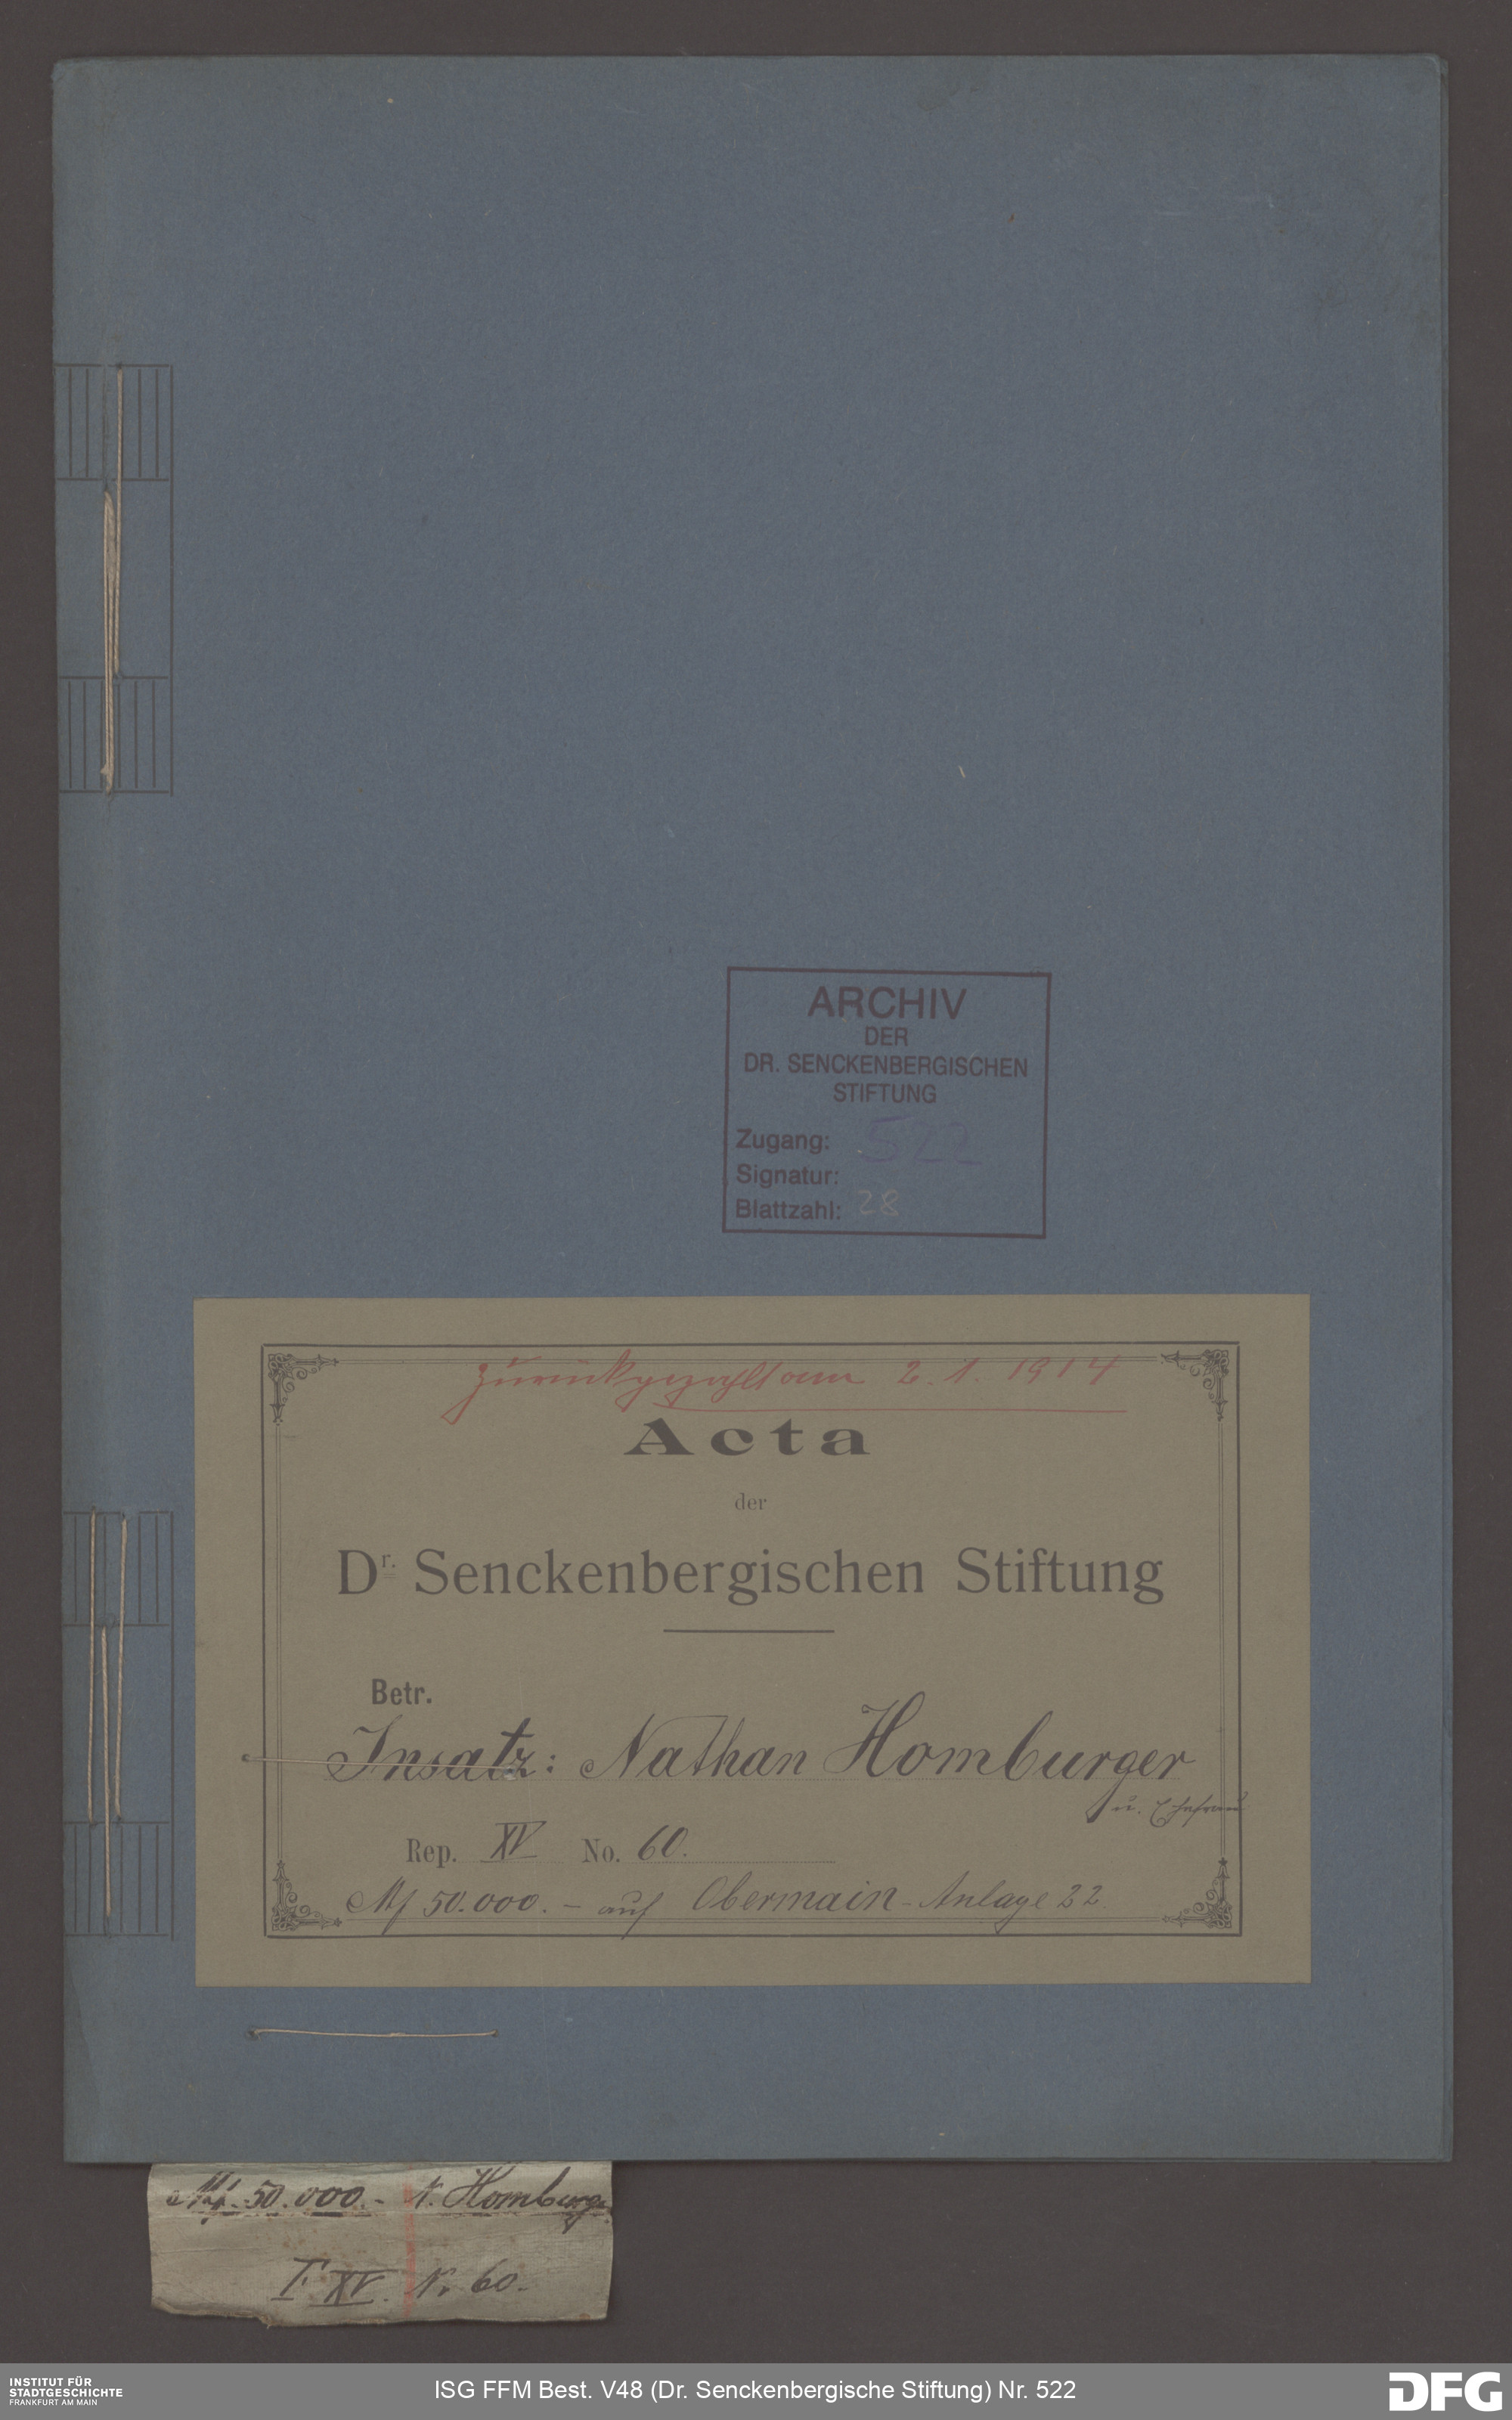 ARCHIV
DER
DR. SENCKENBERGISCHEN
STIFTUNG
Zugang: 522
Signatur:
Blattzahl: 28
zurückgezahlt am 2. 1. 1914
Acta
der
Dr. Senckenbergischen Stiftung
Betr.
Insatz: Nathan Homburger
u. Ehefrau
Rep. XV No. 60.
M 50.000.- auf Obermain-Anlage 22.
M. 50.000.- N. Homburger
I. XV. No 60.
INSTITUT FÜR
STADTGESCHICHTE
FRANKFURT AM MAIN
ISG FFM Best. V48 (Dr. Senckenbergische Stiftung) Nr. 522
DFG